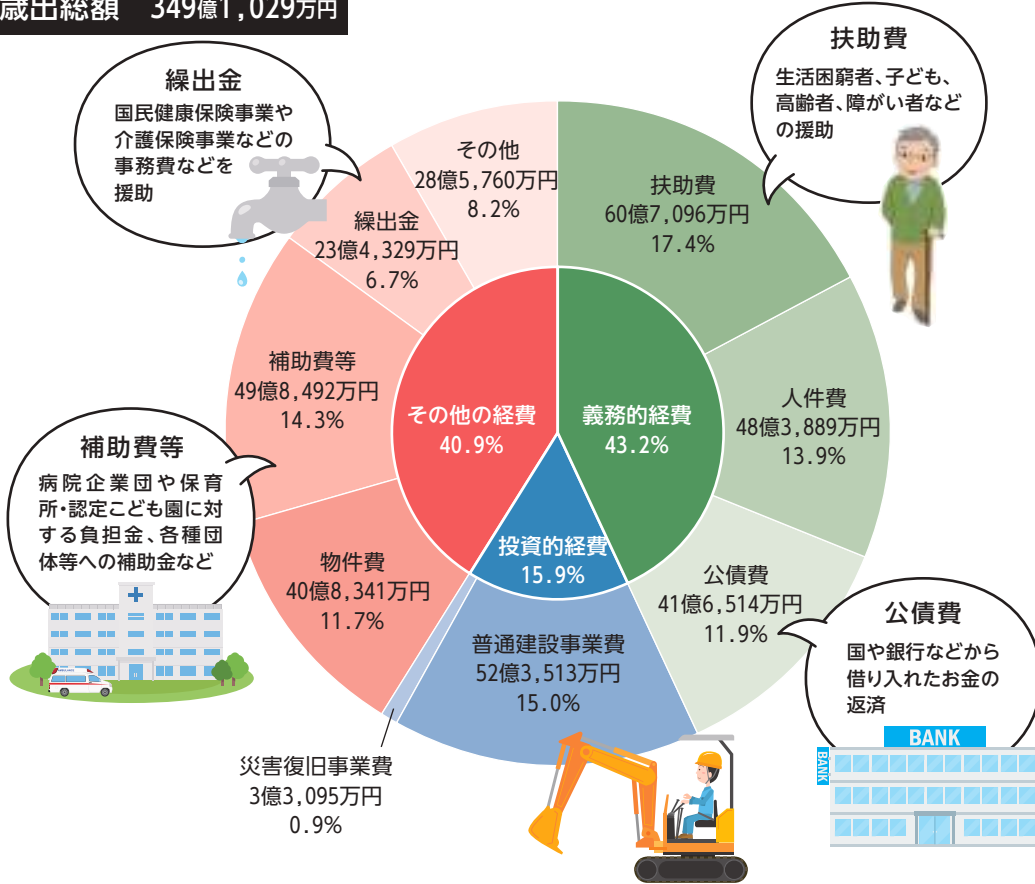 歳出総額 349億1,029万円
繰出金
国民健康保険事業や
介護保険事業などの
事務費などを
援助
扶助費
生活困窮者、子ども、
高齢者、障がい者など
の援助
その他
28億5,760万円
8.2%
扶助費
60億7,096万円
17.4%
繰出金
23億4,329万円
6.7%
補助費等
49億8,492万円
14.3%
その他の経費
40.9%
義務的経費
43.2%
人件費
48億3,889万円
13.9%
補助費等
病院企業団や保育
所・認定こども園に対
する負担金、各種団
体等への補助金など
投資的経費
15.9%
物件費
40億8,341万円
11.7%
公債費
41億6,514万円
11.9%
普通建設事業費
52億3,513万円
15.0%
公債費
国や銀行などから
借り入れたお金の
返済
災害復旧事業費
3億3,095万円
0.9%
BANK
BANK